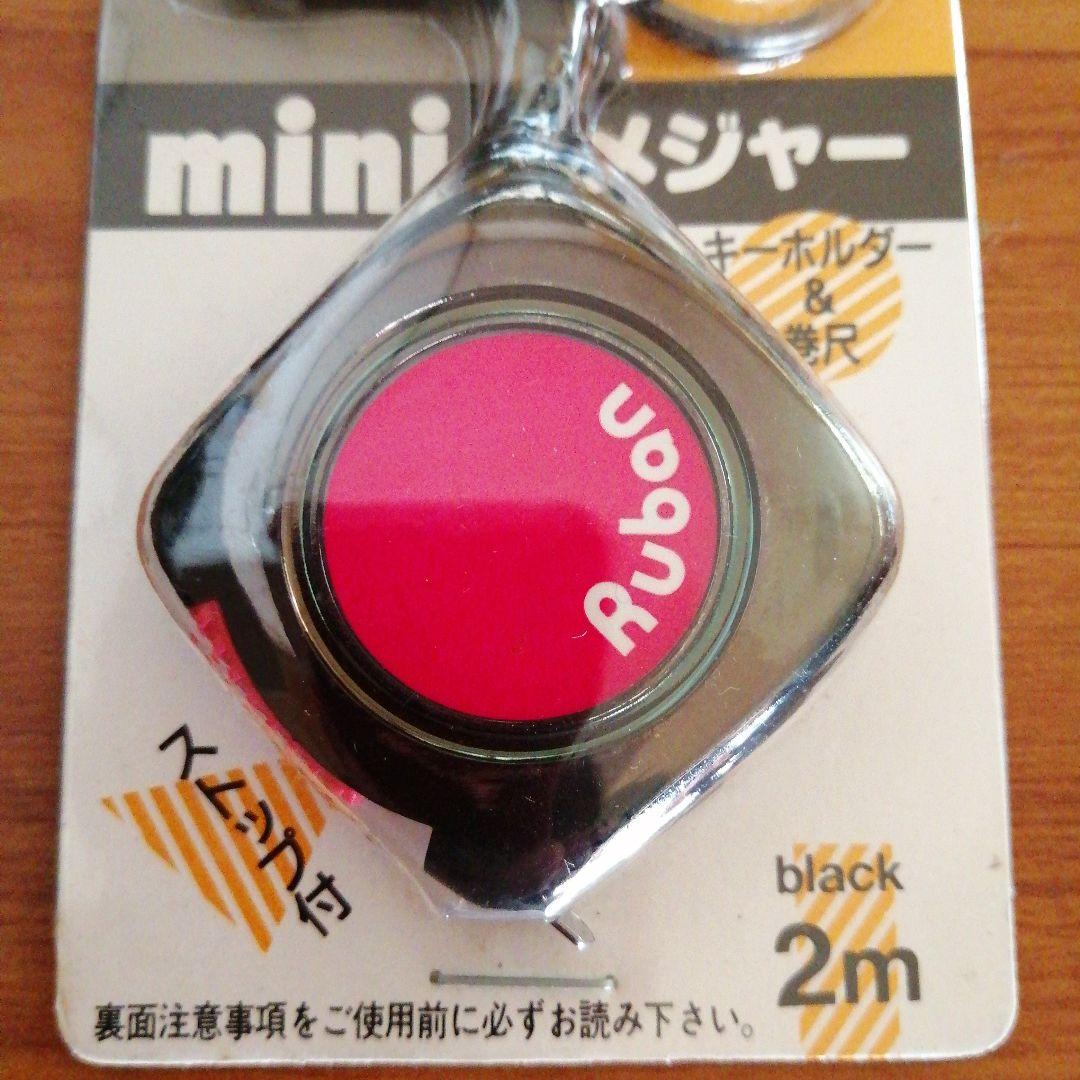 mini メジャー
キーホルダー
&
巻尺
Rubau
ストップ付
black
2m
裏面注意事項をご使用前に必ずお読み下さい。